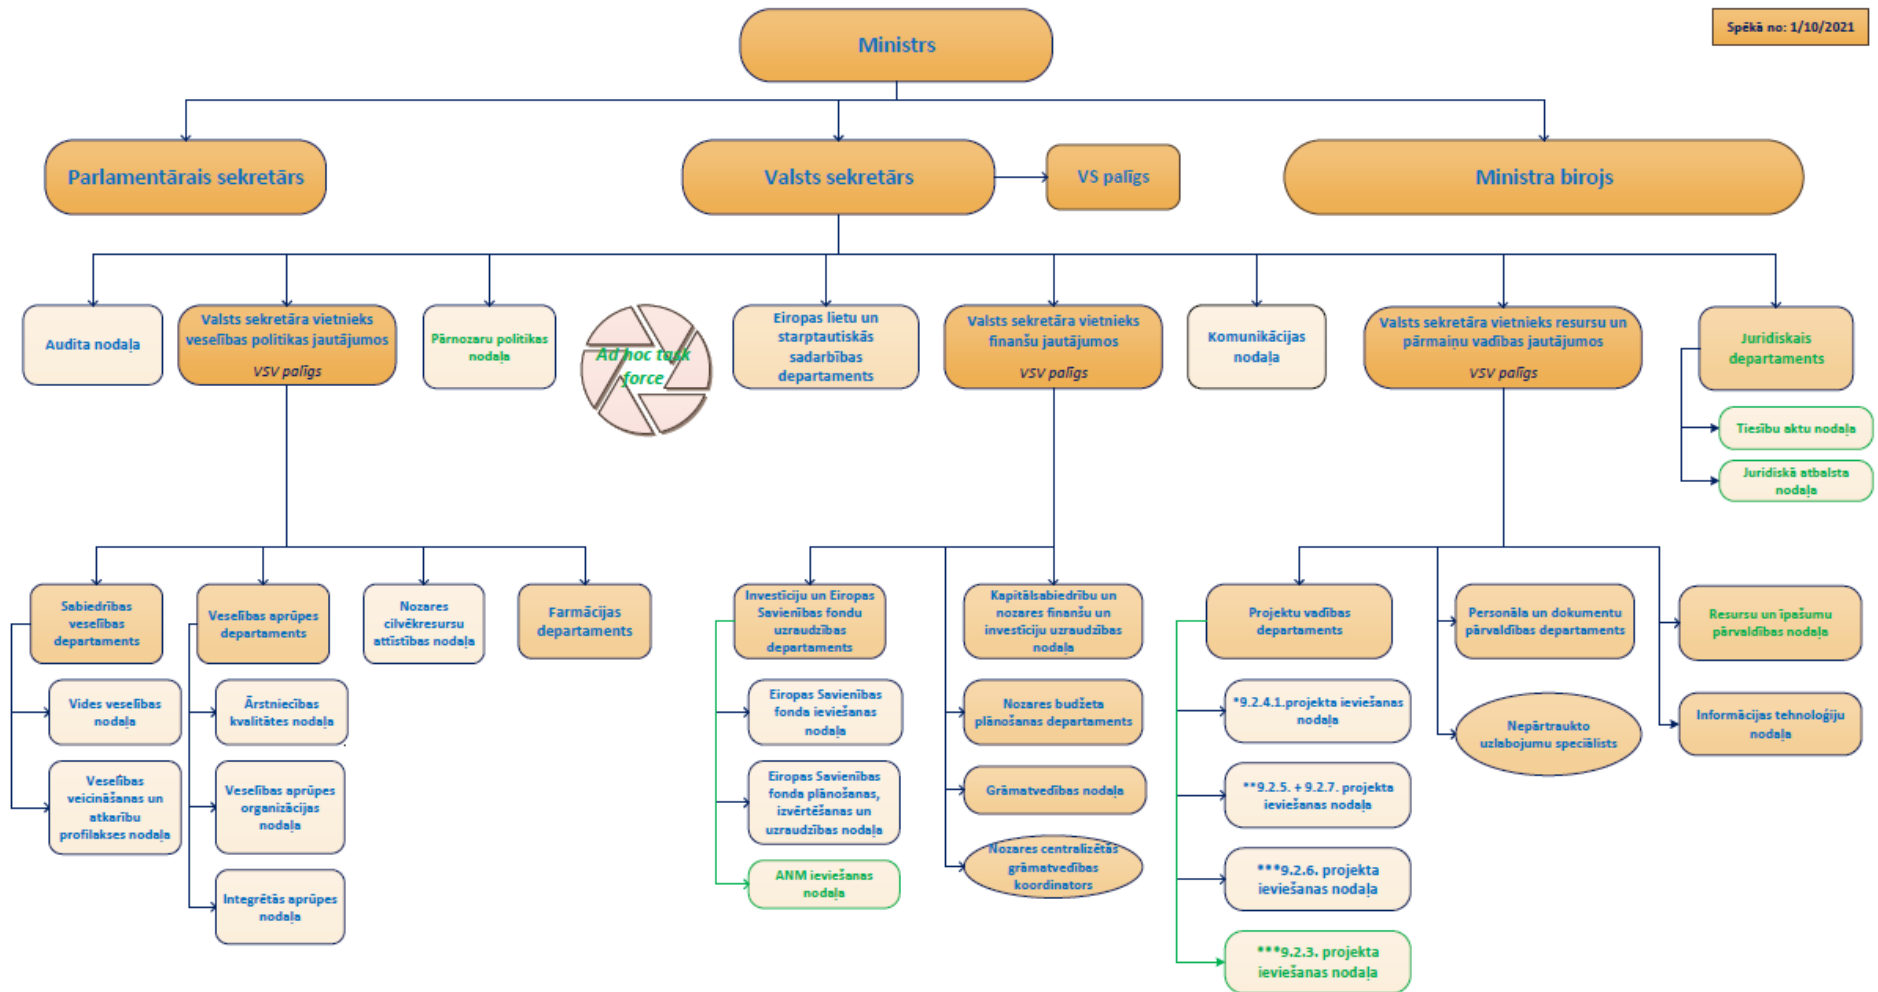 Spēkā no: 1/10/2021
Ministrs
Parlamentārais sekretārs
Valsts sekretārs
VS palīgs
Ministra birojs
Audita nodaļa
Valsts sekretāra vietnieks
veselības politikas jautājumos
VSV palīgs
Pārnozaru politikas
nodaļa
Ad hoc task
force
Eiropas lietu un
starptautiskās
sadarbības
departaments
Valsts sekretāra vietnieks
finanšu jautājumos
VSV palīgs
Komunikācijas
nodaļa
Valsts sekretāra vietnieks resursu un
pārmaiņu vadības jautājumos
VSV palīgs
Juridiskais
departaments
Tiesību aktu nodaļa
Juridiskā atbalsta
nodaļa
Sabiedrības
veselības
departaments
Vides veselības
nodaļa
Veselības
veicināšanas un
atkarību
profilakses nodaļa
Veselības aprūpes
departaments
Ārstniecības
kvalitātes nodaļa
Veselības aprūpes
organizācijas
nodaļa
Integrētās aprūpes
nodaļa
Nozares
cilvēkresursu
attīstības nodaļa
Farmācijas
departaments
Investīciju un Eiropas
Savienības fondu
uzraudzības
departaments
Eiropas Savienības
fonda ieviešanas
nodaļa
Eiropas Savienības
fonda plānošanas,
izvērtēšanas un
uzraudzības nodaļa
ANM ieviešanas
nodaļa
Kapitālsabiedrību un
nozares finanšu un
investīciju uzraudzības
nodaļa
Nozares budžeta
plānošanas departaments
Grāmatvedības nodaļa
Nozares centralizētās
grāmatvedības
koordinators
Projektu vadības
departaments
*9.2.4.1.projekta ieviešanas
nodaļa
**9.2.5. + 9.2.7. projekta
ieviešanas nodaļa
***9.2.6. projekta
ieviešanas nodaļa
***9.2.3. projekta
ieviešanas nodaļa
Personāla un dokumentu
pārvaldības departaments
Nepārtraukto
uzlabojumu speciālists
Resursu un īpašumu
pārvaldības nodaļa
Informācijas tehnoloģiju
nodaļa